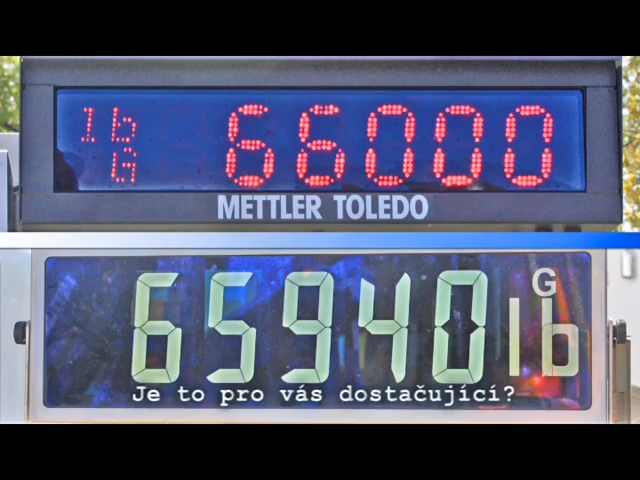 lb 66000
G
METTLER TOLEDO
65940 G
lb
Je to pro vás dostačující?